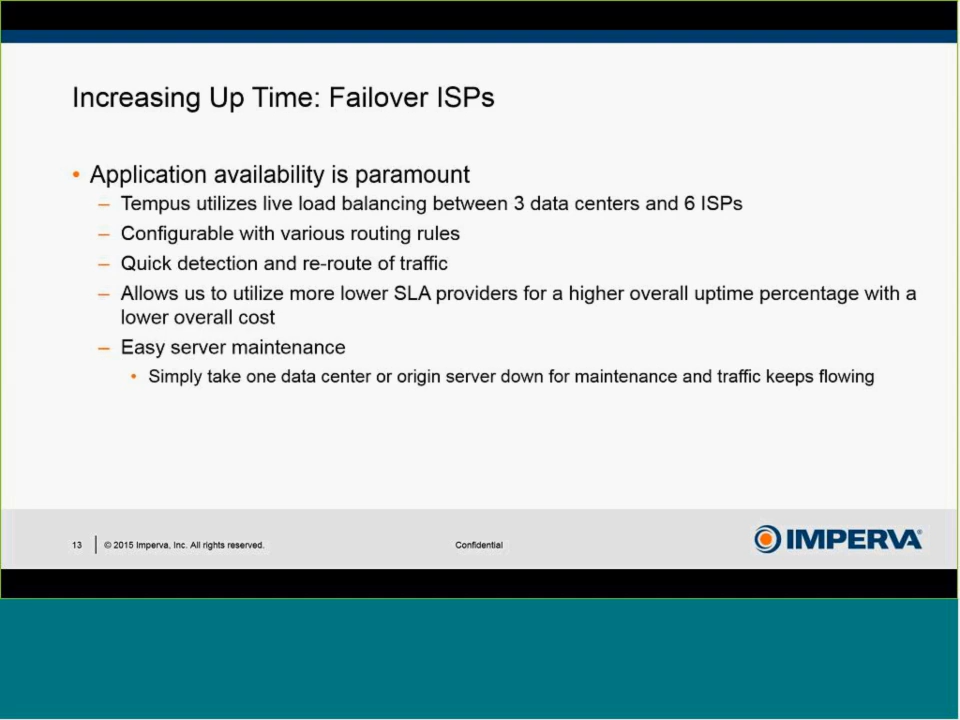 Increasing Up Time: Failover ISPs
• Application availability is paramount
– Tempus utilizes live load balancing between 3 data centers and 6 ISPs
– Configurable with various routing rules
– Quick detection and re-route of traffic
– Allows us to utilize more lower SLA providers for a higher overall uptime percentage with a
lower overall cost
– Easy server maintenance
• Simply take one data center or origin server down for maintenance and traffic keeps flowing
13 | © 2015 Imperva, Inc. All rights reserved.
Confidential
IMPERVA®